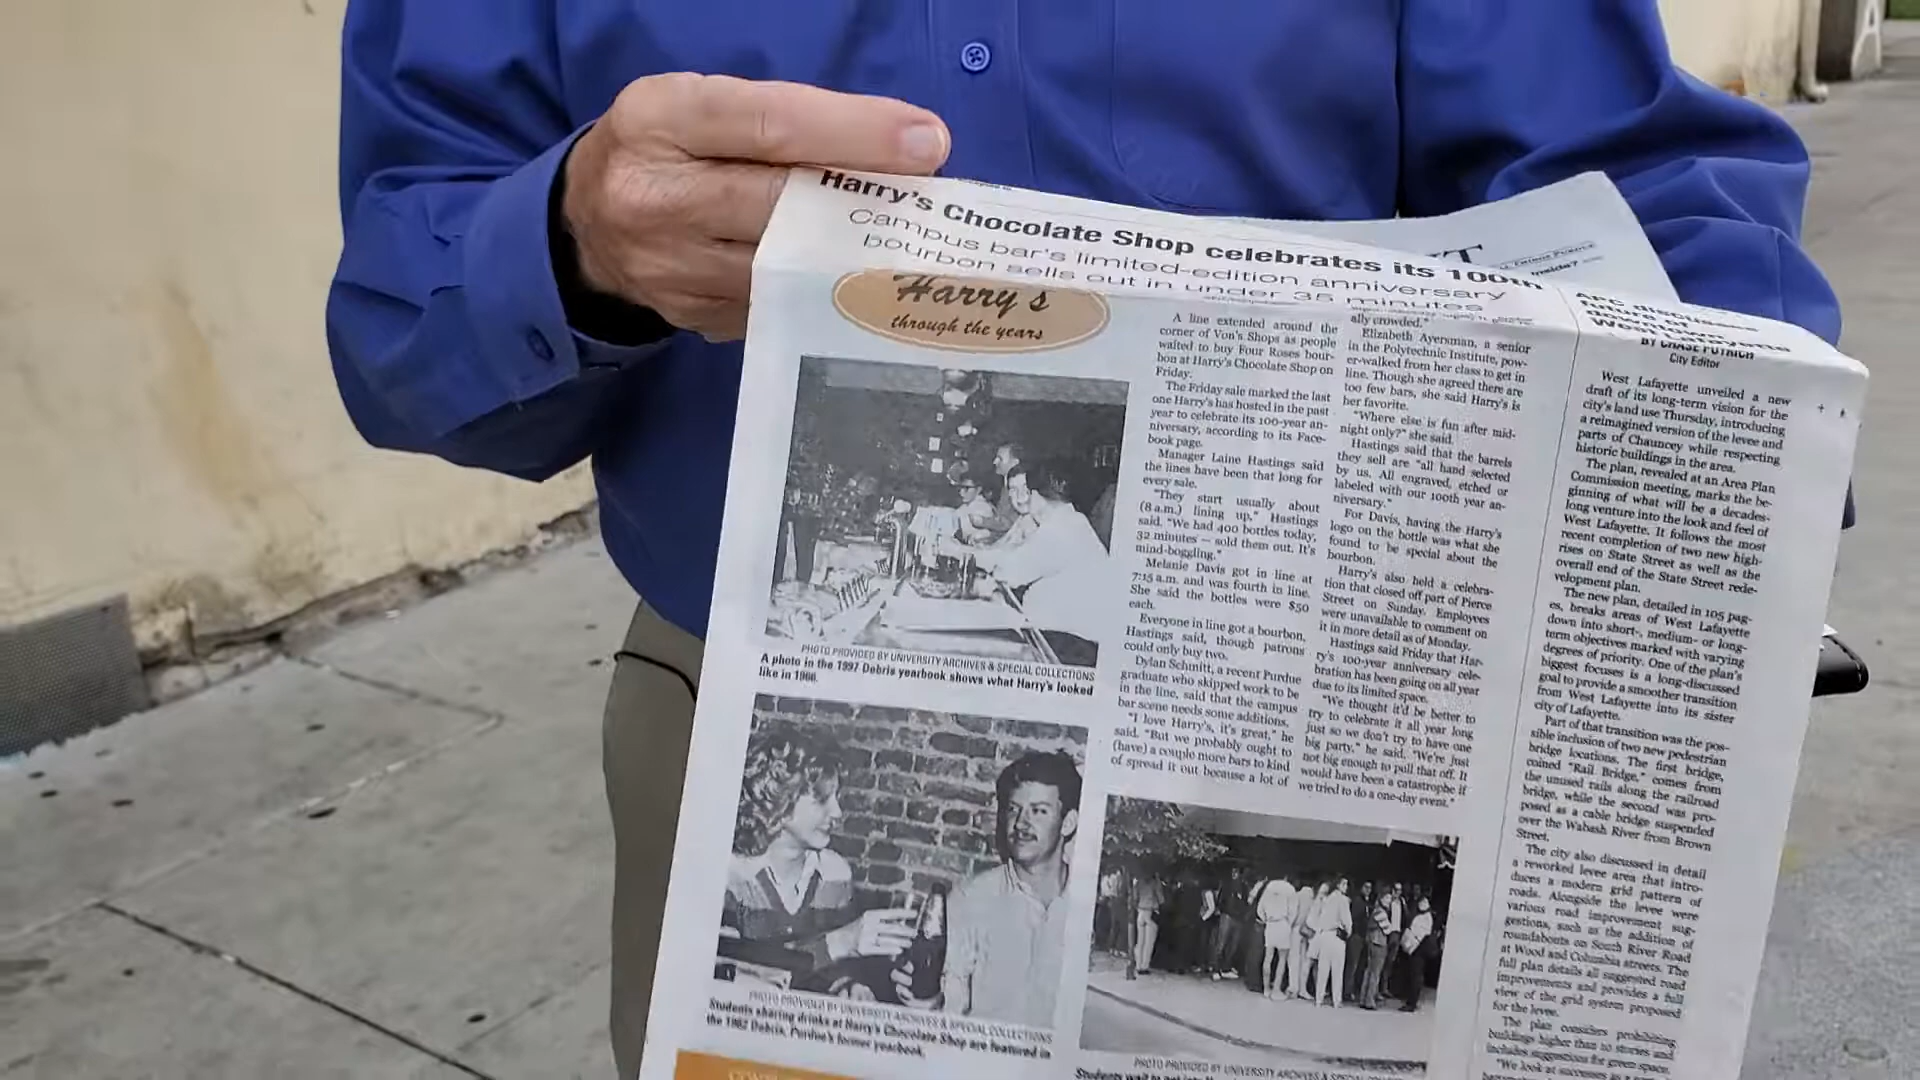 Harry's Chocolate Shop celebrates its 100th
Campus bar's limited-edition anniversary
bourbon sells out in under 35 minutes
Harry's
through the years
PHOTO PROVIDED BY UNIVERSITY ARCHIVES & SPECIAL COLLECTIONS
A photo in the 1997 Debris yearbook shows what Harry's looked
like in 1966.
PHOTO PROVIDED BY UNIVERSITY ARCHIVES & SPECIAL COLLECTIONS
Students sharing drinks at Harry's Chocolate Shop are featured in
the 1982 Debris, Purdue's former yearbook.
A line extended around the
corner of Von's Shops as people
waited to buy Four Roses bour-
bon at Harry's Chocolate Shop on
Friday.
The Friday sale marked the last
one Harry's has hosted in the past
year to celebrate its 100-year an-
niversary, according to its Face-
book page.
Manager Laine Hastings said
the lines have been that long for
every sale.
"They start usually about
(8 a.m.) lining up," Hastings
said. "We had 400 bottles today,
32 minutes — sold them out. It's
mind-boggling."
Melanie Davis got in line at
7:15 a.m. and was fourth in line.
She said the bottles were $50
each.
Everyone in line got a bourbon,
Hastings said, though patrons
could only buy two.
Dylan Schmitt, a recent Purdue
graduate who skipped work to be
in the line, said that the campus
bar scene needs some additions.
"I love Harry's, it's great," he
said. "But we probably ought to
(have) a couple more bars to kind
of spread it out because a lot of
ally crowded."
Elizabeth Ayersman, a senior
in the Polytechnic Institute, pow-
er-walked from her class to get in
line. Though she agreed there are
too few bars, she said Harry's is
her favorite.
"Where else is fun after mid-
night only?" she said.
Hastings said that the barrels
they sell are "all hand selected
by us. All engraved, etched or
labeled with our 100th year an-
niversary."
For Davis, having the Harry's
logo on the bottle was what she
found to be special about the
bourbon.
Harry's also held a celebra-
tion that closed off part of Pierce
Street on Sunday. Employees
were unavailable to comment on
it in more detail as of Monday.
Hastings said Friday that Har-
ry's 100-year anniversary cele-
bration has been going on all year
due to its limited space.
"We thought it'd be better to
try to celebrate it all year long
just so we don't try to have one
big party," he said. "We're just
not big enough to pull that off. It
would have been a catastrophe if
we tried to do a one-day event."
PHOTO PROVIDED BY UNIVERSITY ARCHIVES & SPECIAL
Students wait to get into
Inside?
APC discusses
future of
downtown
West Lafayette
BY CHASE
City Editor
West Lafayette unveiled a new
draft of its long-term vision for the
city's land use Thursday, introducing
a reimagined version of the levee and
parts of Chauncey while respecting
historic buildings in the area.
The plan, revealed at an Area Plan
Commission meeting, marks the be-
ginning of what will be a decades-
long venture into the look and feel of
West Lafayette. It follows the most
recent completion of two new high-
rises on State Street as well as the
overall end of the State Street rede-
velopment plan.
The new plan, detailed in 105 pag-
es, breaks areas of West Lafayette
down into short-, medium- or long-
term objectives marked with varying
degrees of priority. One of the plan's
biggest focuses is a long-discussed
goal to provide a smoother transition
from West Lafayette into its sister
city of Lafayette.
Part of that transition was the pos-
sible inclusion of two new pedestrian
bridge locations. The first bridge,
coined "Rail Bridge," comes from
the unused rails along the railroad
bridge, while the second was pro-
posed as a cable bridge suspended
over the Wabash River from Brown
Street.
The city also discussed in detail
a reworked levee area that intro-
duces a modern grid pattern of
roads. Alongside the levee were
various road improvement sug-
gestions, such as the addition of
roundabouts on South River Road
at Wood and Columbia streets. The
full plan details all suggested road
improvements and provides a full
view of the grid system proposed
for the levee.
The plan considers prohibiting
buildings higher than 10 stories and
includes suggestions for green space.
"We look at successes as a